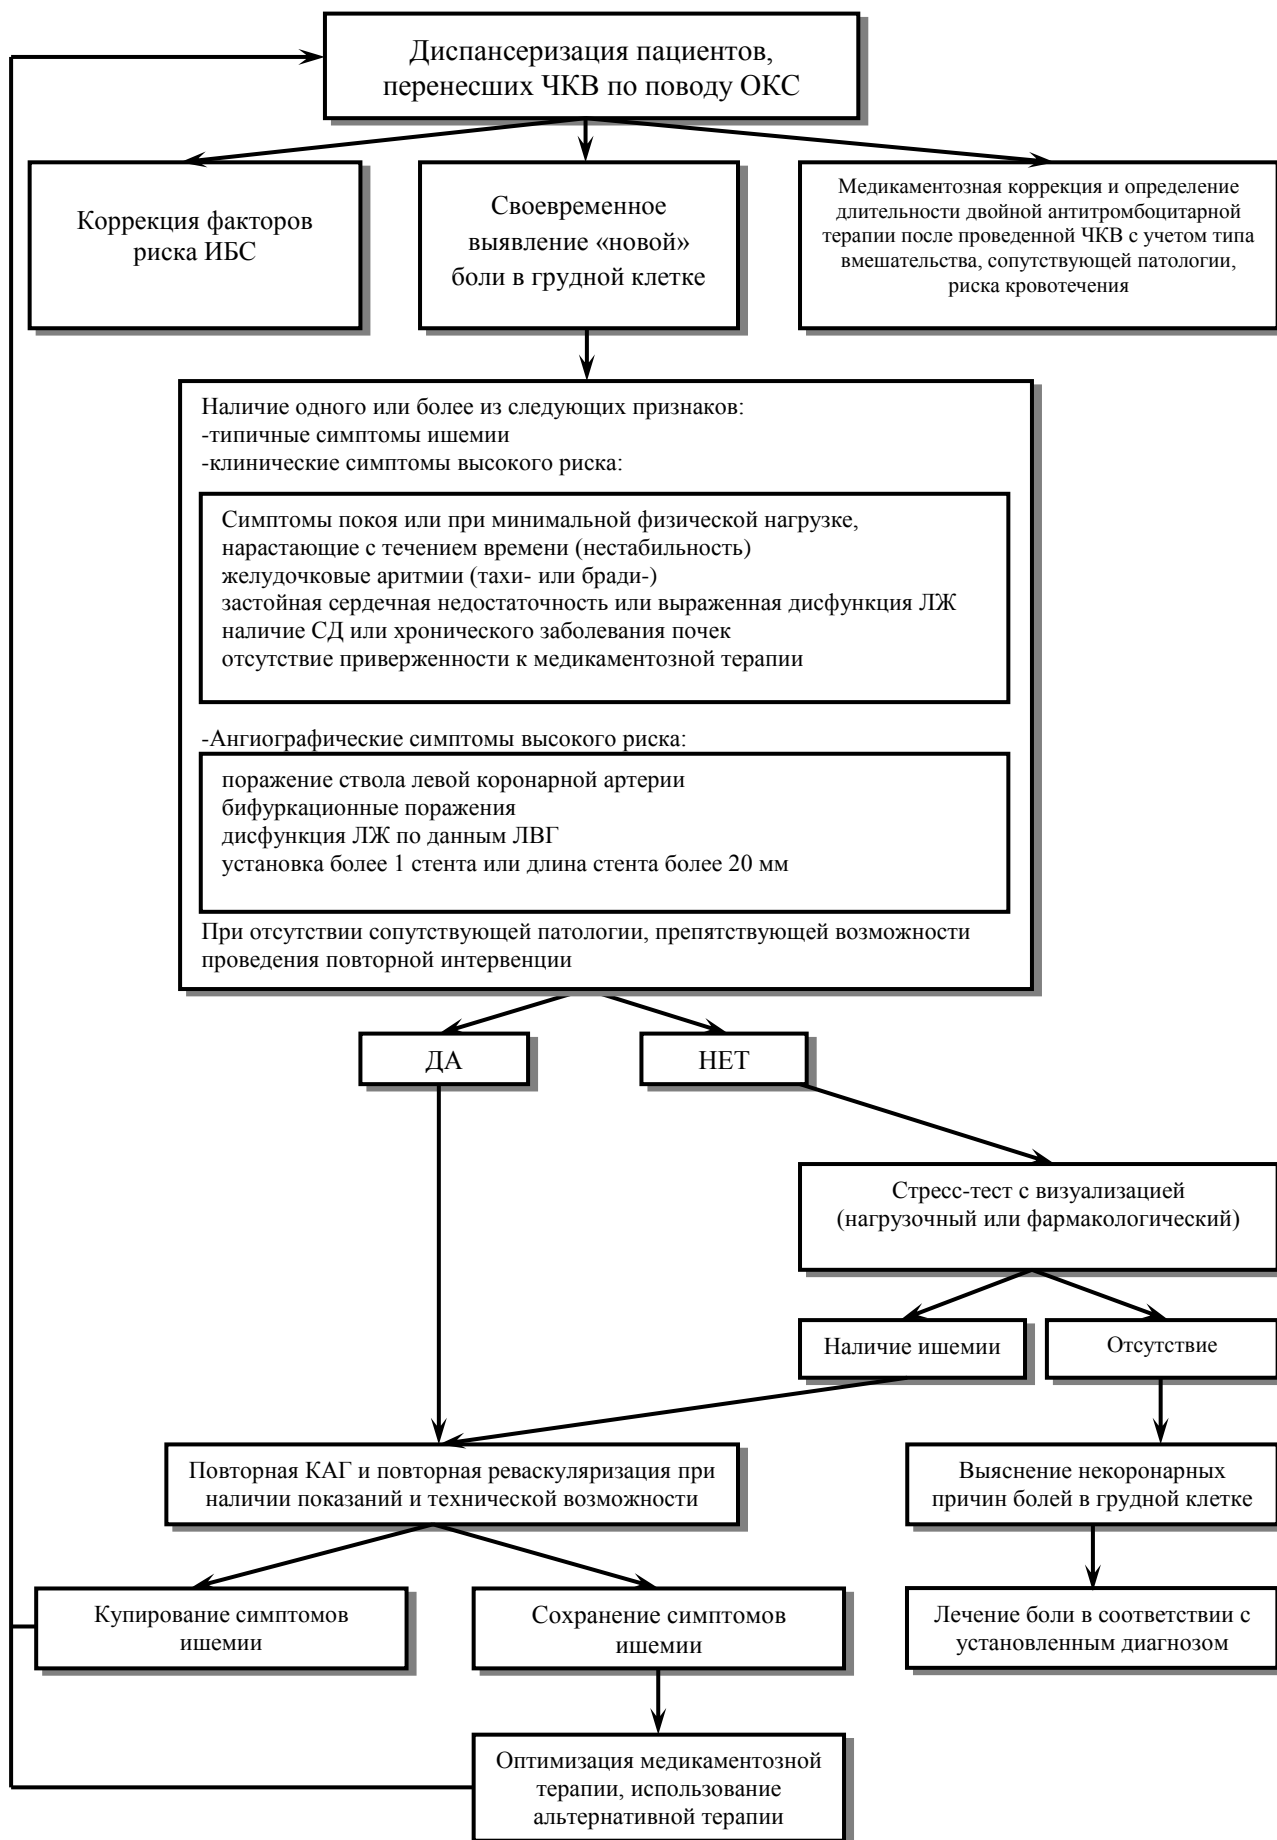 Диспансеризация пациентов,
перенесших ЧКВ по поводу ОКС
Коррекция факторов
риска ИБС
Своевременное
выявление «новой»
боли в грудной клетке
Медикаментозная коррекция и определение
длительности двойной антитромбоцитарной
терапии после проведенной ЧКВ с учетом типа
вмешательства, сопутствующей патологии,
риска кровотечения
Наличие одного или более из следующих признаков:
-типичные симптомы ишемии
-клинические симптомы высокого риска:
Симптомы покоя или при минимальной физической нагрузке,
нарастающие с течением времени (нестабильность)
желудочковые аритмии (тахи- или бради-)
застойная сердечная недостаточность или выраженная дисфункция ЛЖ
наличие СД или хронического заболевания почек
отсутствие приверженности к медикаментозной терапии
-Ангиографические симптомы высокого риска:
поражение ствола левой коронарной артерии
бифуркационные поражения
дисфункция ЛЖ по данным ЛВГ
установка более 1 стента или длина стента более 20 мм
При отсутствии сопутствующей патологии, препятствующей возможности
проведения повторной интервенции
ДА
НЕТ
Стресс-тест с визуализацией
(нагрузочный или фармакологический)
Наличие ишемии
Отсутствие
Повторная КАГ и повторная реваскуляризация при
наличии показаний и технической возможности
Выяснение некоронарных
причин болей в грудной клетке
Купирование симптомов
ишемии
Сохранение симптомов
ишемии
Лечение боли в соответствии с
установленным диагнозом
Оптимизация медикаментозной
терапии, использование
альтернативной терапии